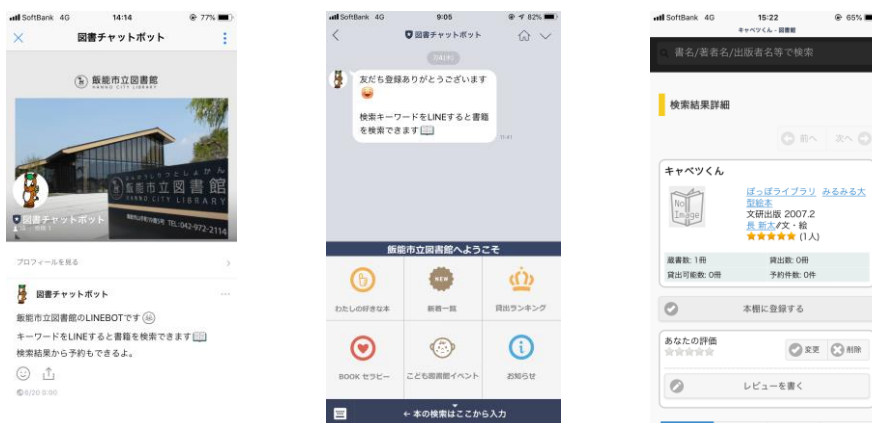 SoftBank 4G 14:14 77%
図書チャットボット
飯能市立図書館
HANNO CITY LIBRARY
飯能市立図書館
HANNO CITY LIBRARY
TEL:042-972-2114
図書チャットボット
プロフィールを見る
図書チャットボット
飯能市立図書館のLINEBOTです
キーワードをLINEすると書籍を検索できます
検索結果から予約もできるよ。
6/20 0:00
SoftBank 4G 9:05 82%
図書チャットボット
友だち登録ありがとうございます
検索キーワードをLINEすると書籍
を検索できます
飯能市立図書館へようこそ
わたしの好きな本
NEW
新着一覧
貸出ランキング
BOOK セラピー
こども図書館イベント
お知らせ
← 本の検索はここから入力
SoftBank 4G 15:22 65%
キャベツくん - 図書館
書名/著者名/出版者名等で検索
検索結果詳細
前へ 次へ
キャベツくん
No Image
ぽっぽライブラリ みるみる大
型絵本
文研出版 2007.2
長 新太//文・絵
★★★★★ (1人)
蔵書数: 1冊 貸出数: 0冊
貸出可能数: 0冊 予約件数: 0件
本棚に登録する
あなたの評価
☆☆☆☆☆
変更 削除
レビューを書く